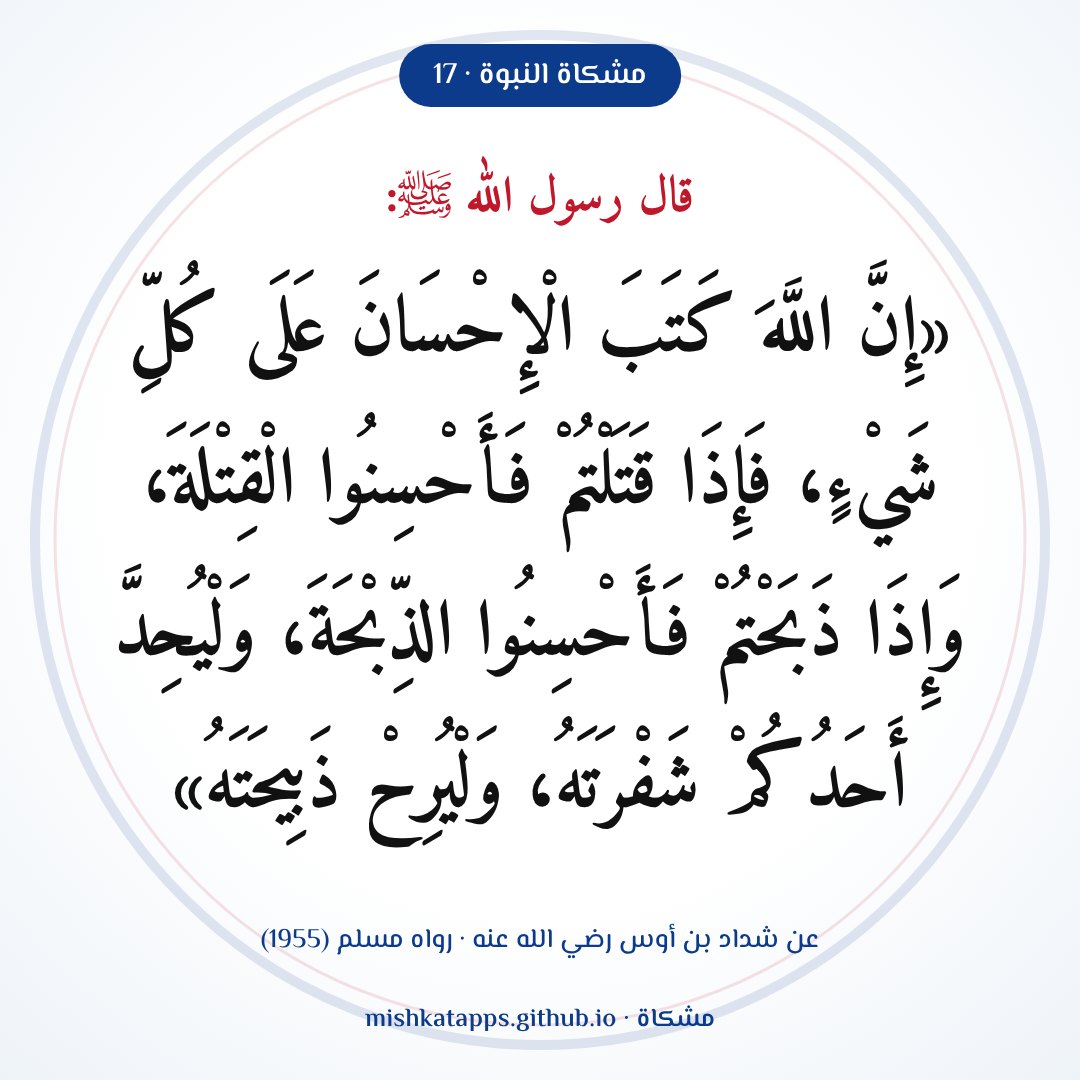 مشكاة النبوة · 17
قال رسول الله ﷺ:
«إِنَّ اللَّهَ كَتَبَ الْإِحْسَانَ عَلَى كُلِّ
شَيْءٍ، فَإِذَا قَتَلْتُمْ فَأَحْسِنُوا الْقِتْلَةَ،
وَإِذَا ذَبَحْتُمْ فَأَحْسِنُوا الذِّبْحَةَ، وَلْيُحِدَّ
أَحَدُكُمْ شَفْرَتَهُ، وَلْيُرِحْ ذَبِيحَتَهُ»
عن شداد بن أوس رضي الله عنه · رواه مسلم (1955)
مشكاة · mishkatapps.github.io